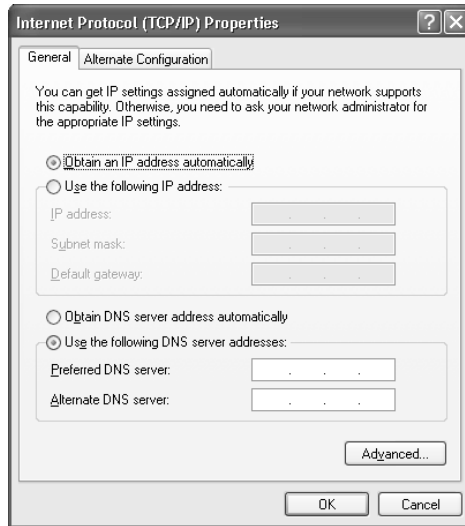 Internet Protocol (TCP/IP) Properties
General
Alternate Configuration
You can get IP settings assigned automatically if your network supports
this capability. Otherwise, you need to ask your network administrator for
the appropriate IP settings.
Obtain an IP address automatically
Use the following IP address:
IP address:
Subnet mask:
Default gateway:
Obtain DNS server address automatically
Use the following DNS server addresses:
Preferred DNS server:
Alternate DNS server:
Advanced...
OK
Cancel